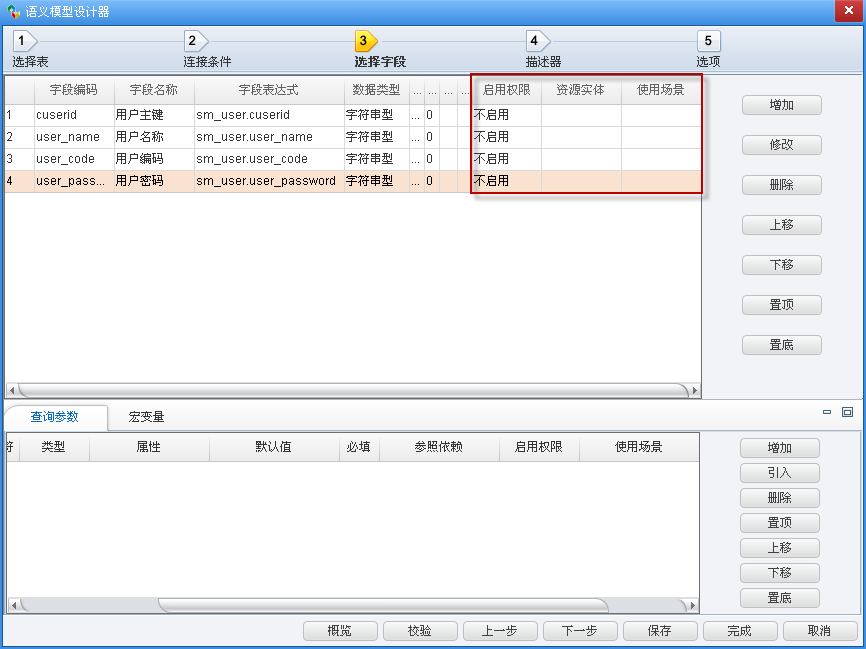 语义模型设计器
1 2 3 4 5
选择表 连接条件 选择字段 描述器 选项
字段编码 字段名称 字段表达式 数据类型 ... ... ... ... 启用权限 资源实体 使用场景
1 cuserid 用户主键 sm_user.cuserid 字符串型 ... 0 不启用
2 user_name 用户名称 sm_user.user_name 字符串型 ... 0 不启用
3 user_code 用户编码 sm_user.user_code 字符串型 ... 0 不启用
4 user_pass... 用户密码 sm_user.user_password 字符串型 ... 0 不启用
增加
修改
删除
上移
下移
置顶
置底
查询参数 宏变量
类型 属性 默认值 必填 参照依赖 启用权限 使用场景
增加
引入
删除
置顶
上移
下移
置底
概览 校验 上一步 下一步 保存 完成 取消